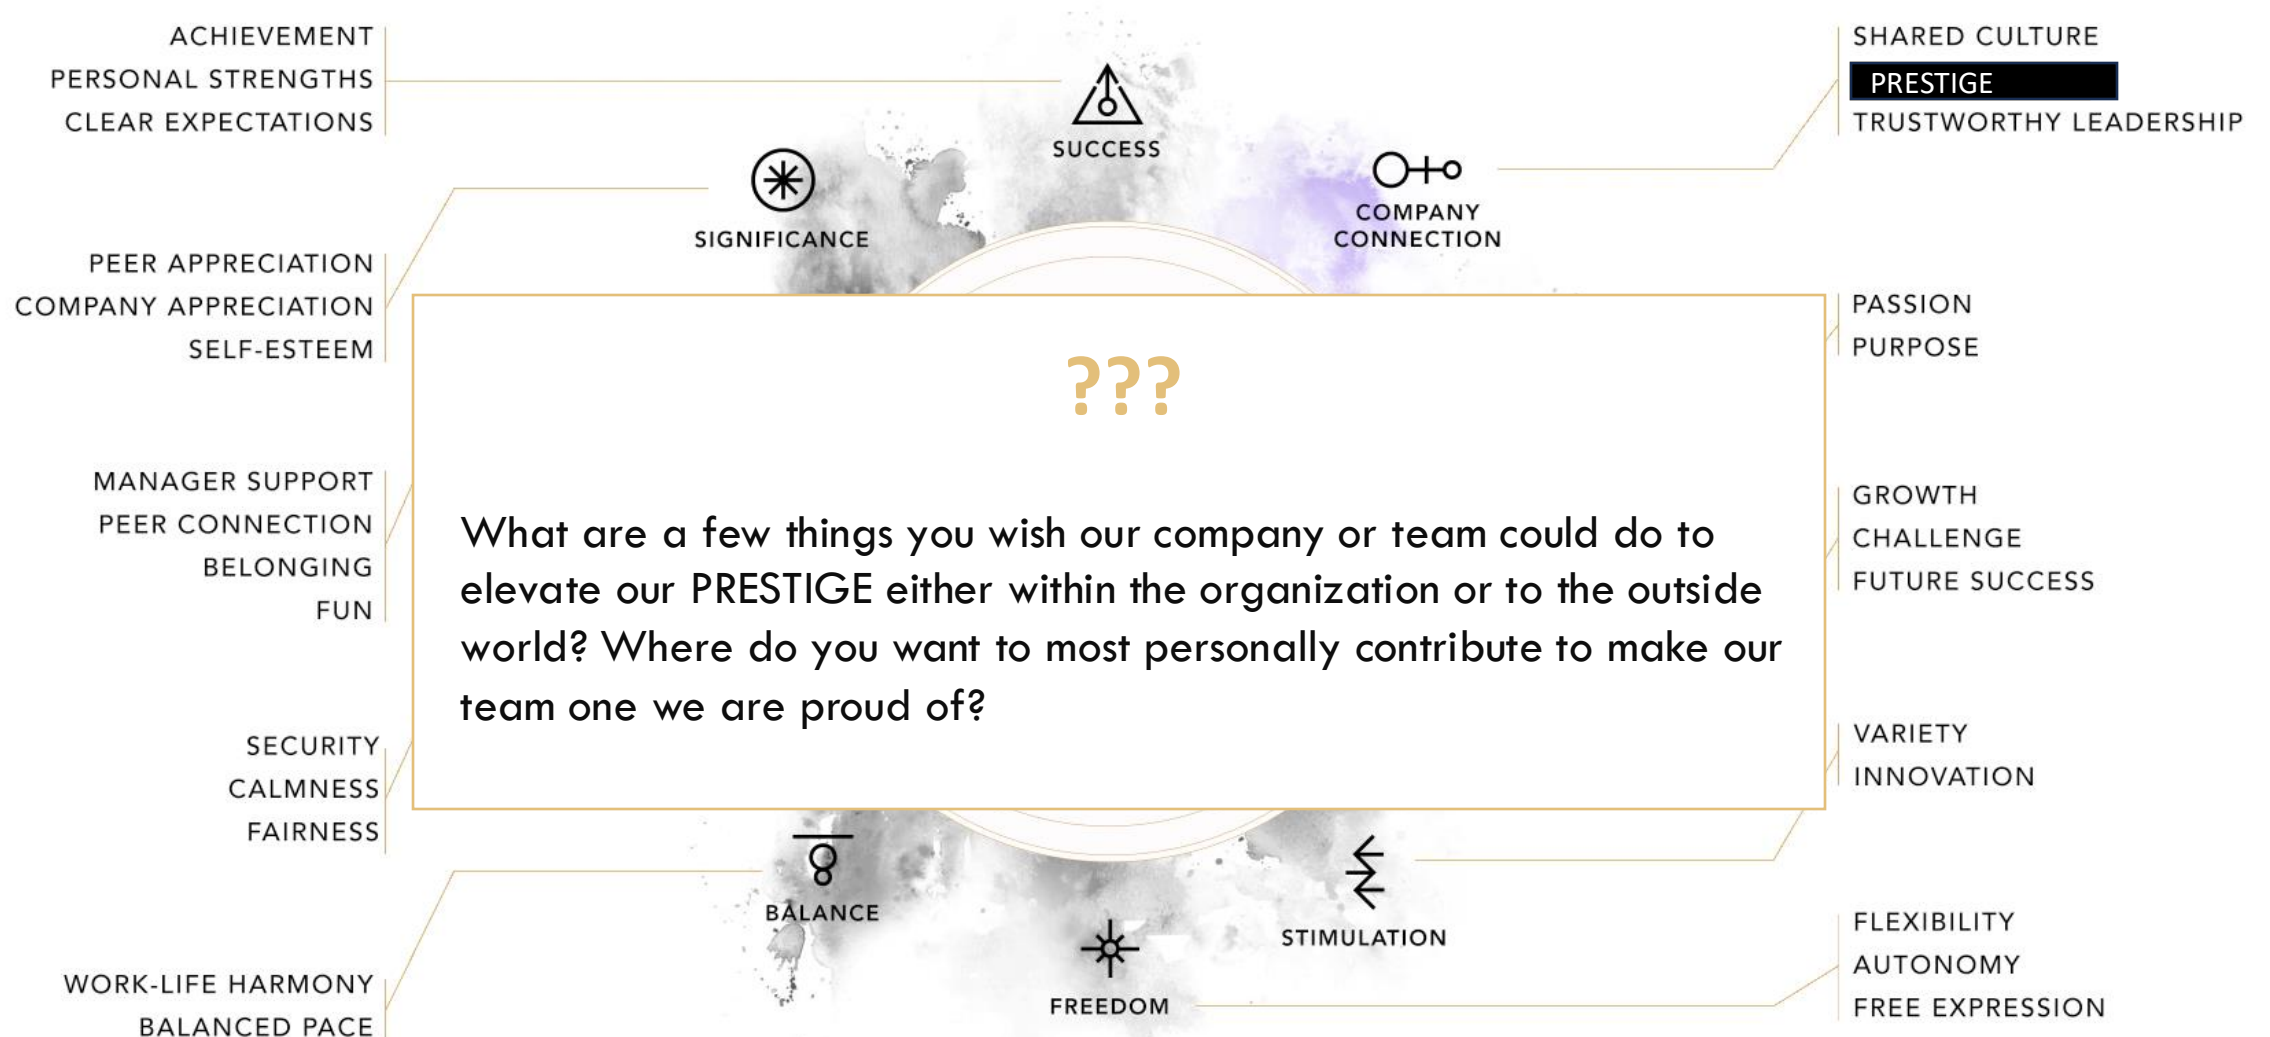 ACHIEVEMENT
PERSONAL STRENGTHS
CLEAR EXPECTATIONS
SUCCESS
SHARED CULTURE
PRESTIGE
TRUSTWORTHY LEADERSHIP
SIGNIFICANCE
COMPANY
CONNECTION
PEER APPRECIATION
COMPANY APPRECIATION
SELF-ESTEEM
PASSION
PURPOSE
???
What are a few things you wish our company or team could do to
elevate our PRESTIGE either within the organization or to the outside
world? Where do you want to most personally contribute to make our
team one we are proud of?
MANAGER SUPPORT
PEER CONNECTION
BELONGING
FUN
GROWTH
CHALLENGE
FUTURE SUCCESS
SECURITY
CALMNESS
FAIRNESS
VARIETY
INNOVATION
BALANCE
STIMULATION
FREEDOM
WORK-LIFE HARMONY
BALANCED PACE
FLEXIBILITY
AUTONOMY
FREE EXPRESSION